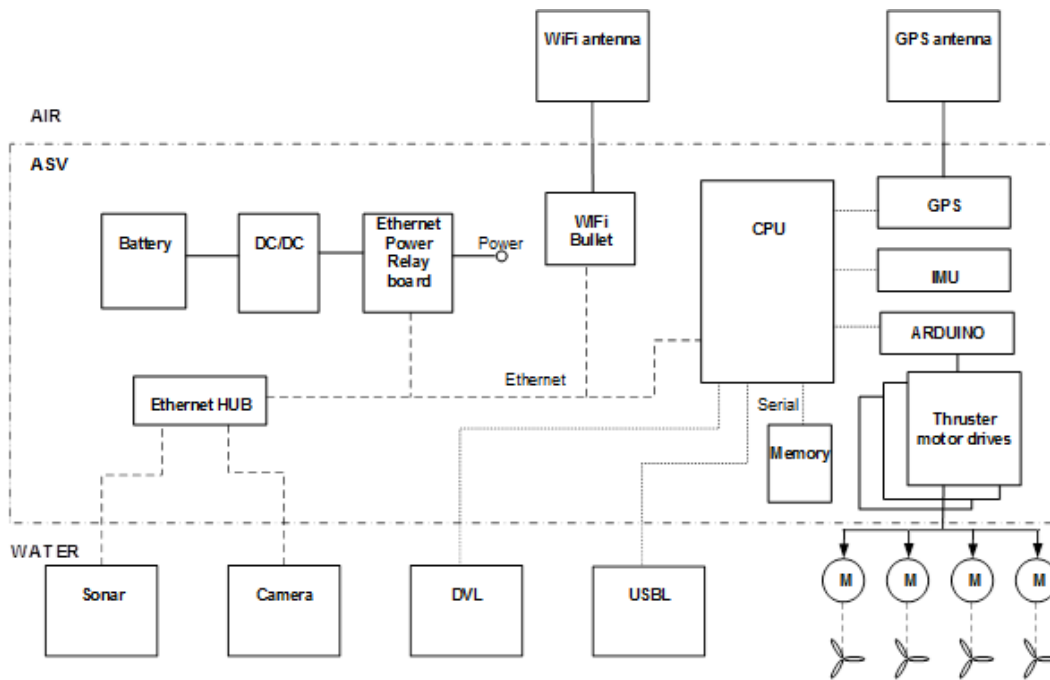 WiFi antenna
GPS antenna
AIR
ASV
Battery
DC/DC
Ethernet
Power
Relay
board
Power
WIFi
Bullet
CPU
GPS
IMU
ARDUINO
Ethernet
Ethernet HUB
Serial
Memory
Thruster
motor drives
WATER
Sonar
Camera
DVL
USBL
M
M
M
M